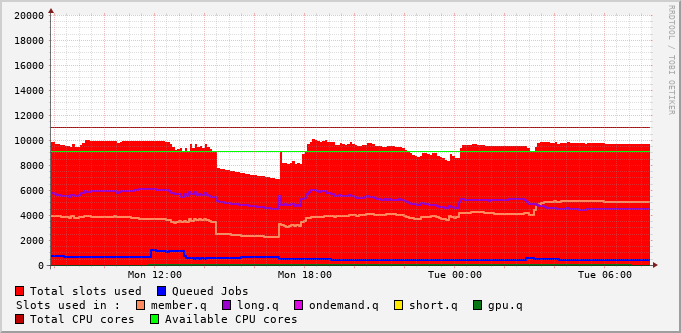 RRDTOOL / TOBI OETIKER
20000
18000
16000
14000
12000
10000
8000
6000
4000
2000
0
Mon 12:00 Mon 18:00 Tue 00:00 Tue 06:00
Total slots used Queued Jobs
Slots used in : member.q long.q ondemand.q short.q gpu.q
Total CPU cores Available CPU cores